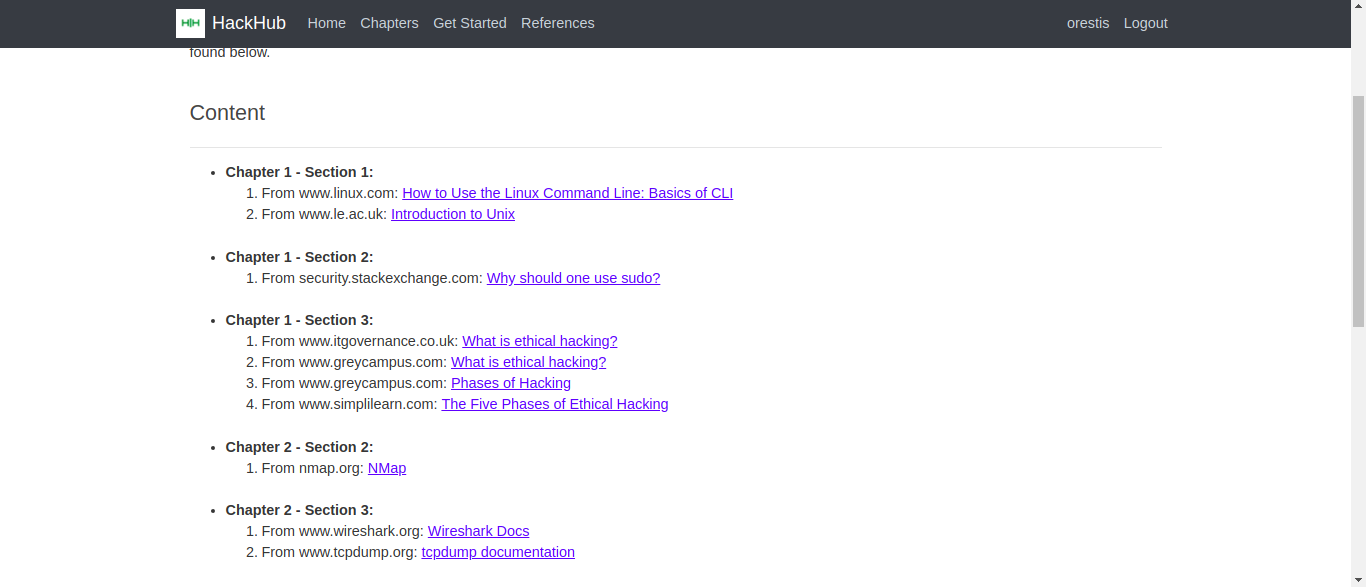 HackHub Home Chapters Get Started References orestis Logout
found below.
Content
Chapter 1 - Section 1:
1. From www.linux.com: How to Use the Linux Command Line: Basics of CLI
2. From www.le.ac.uk: Introduction to Unix
Chapter 1 - Section 2:
1. From security.stackexchange.com: Why should one use sudo?
Chapter 1 - Section 3:
1. From www.itgovernance.co.uk: What is ethical hacking?
2. From www.greycampus.com: What is ethical hacking?
3. From www.greycampus.com: Phases of Hacking
4. From www.simplilearn.com: The Five Phases of Ethical Hacking
Chapter 2 - Section 2:
1. From nmap.org: NMap
Chapter 2 - Section 3:
1. From www.wireshark.org: Wireshark Docs
2. From www.tcpdump.org: tcpdump documentation